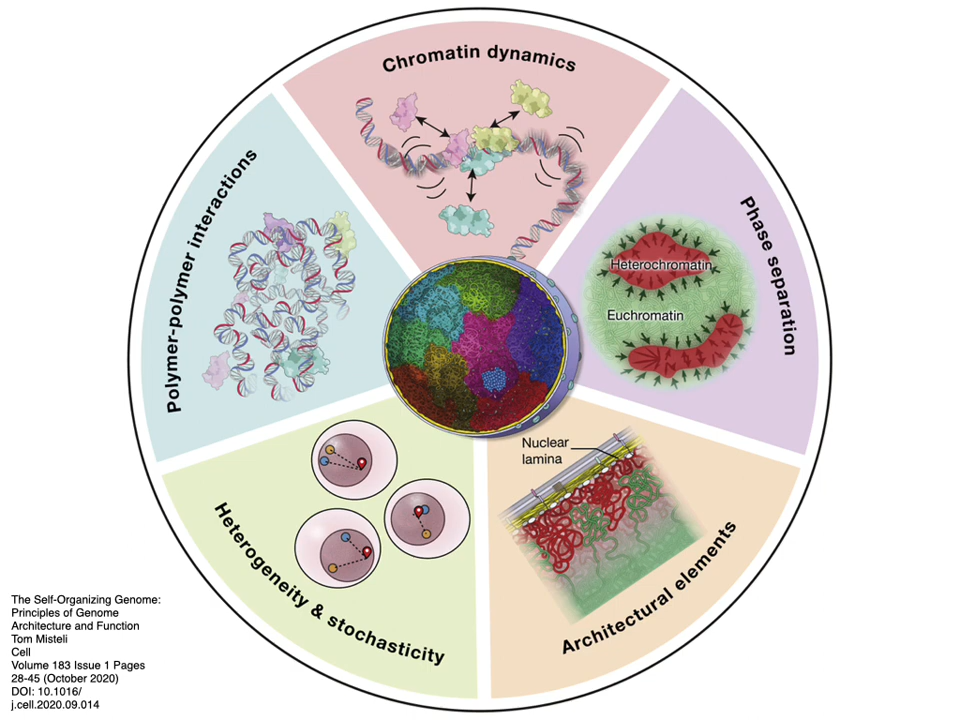 Chromatin dynamics
Polymer-polymer interactions
Phase separation
Heterochromatin
Euchromatin
Nuclear
lamina
Heterogeneity & stochasticity
Architectural elements
The Self-Organizing Genome:
Principles of Genome
Architecture and Function
Tom Misteli
Cell
Volume 183 Issue 1 Pages
28-45 (October 2020)
DOI: 10.1016/
j.cell.2020.09.014